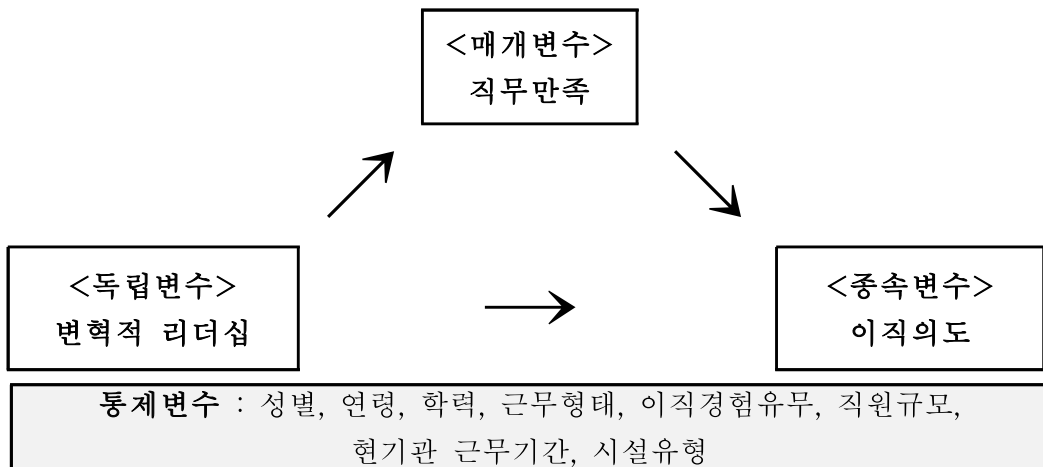 <매개변수>
직무만족
<독립변수>
변혁적 리더십
<종속변수>
이직의도
통제변수 : 성별, 연령, 학력, 근무형태, 이직경험유무, 직원규모,
현기관 근무기간, 시설유형